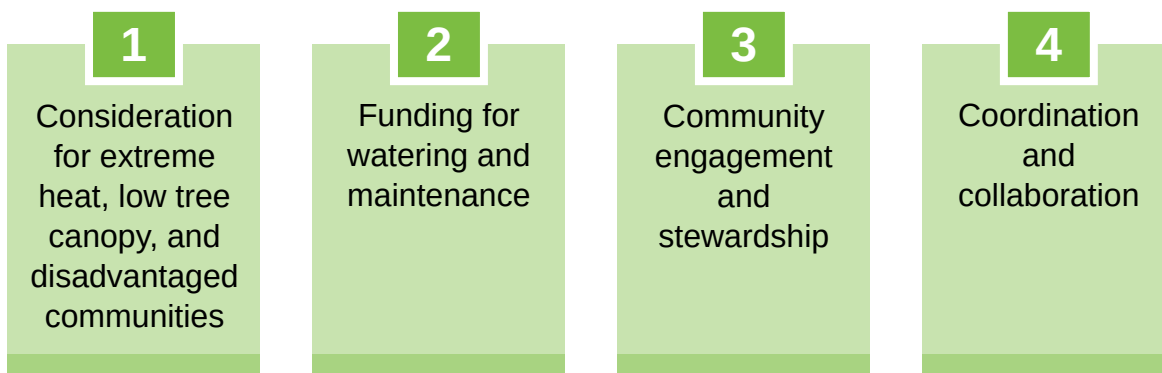 1
Consideration
for extreme
heat, low tree
canopy, and
disadvantaged
communities
2
Funding for
watering and
maintenance
3
Community
engagement
and
stewardship
4
Coordination
and
collaboration